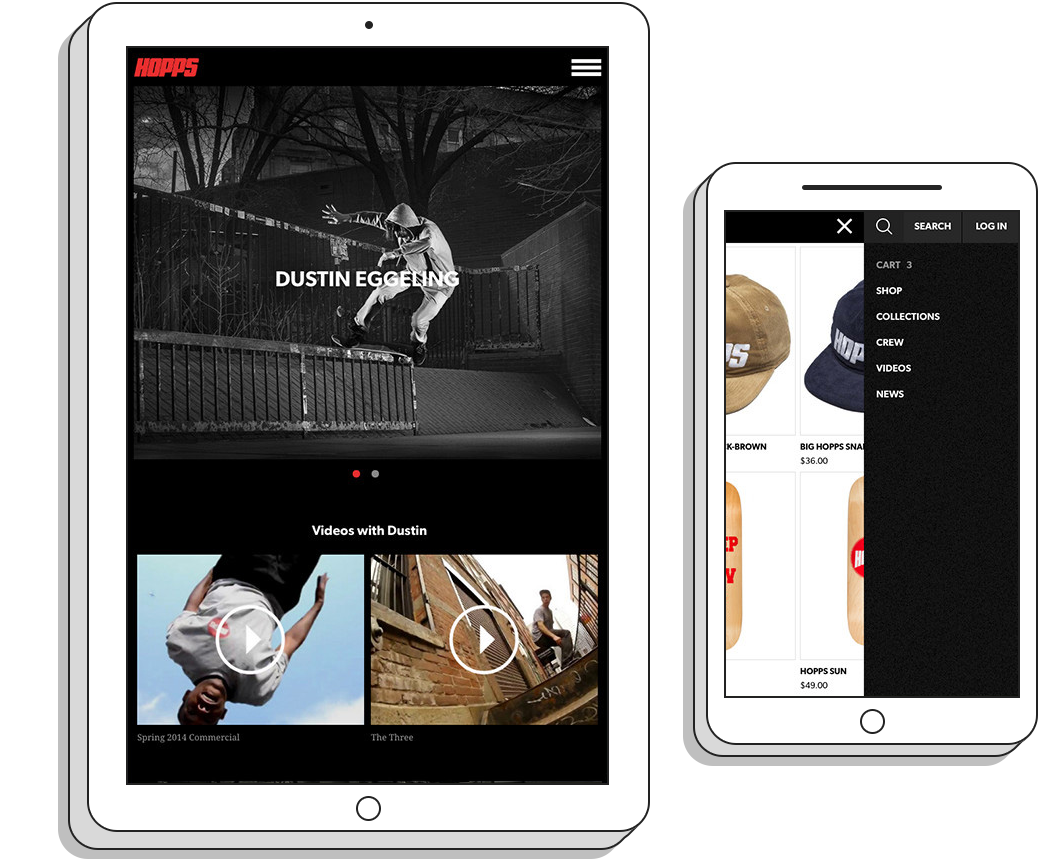 HOPPS
DUSTIN EGGELING
Videos with Dustin
Spring 2014 Commercial
The Three
SEARCH
LOG IN
CART 3
SHOP
COLLECTIONS
CREW
VIDEOS
NEWS
K-BROWN
BIG HOPPS SNA
$36.00
HOPPS SUN
$49.00